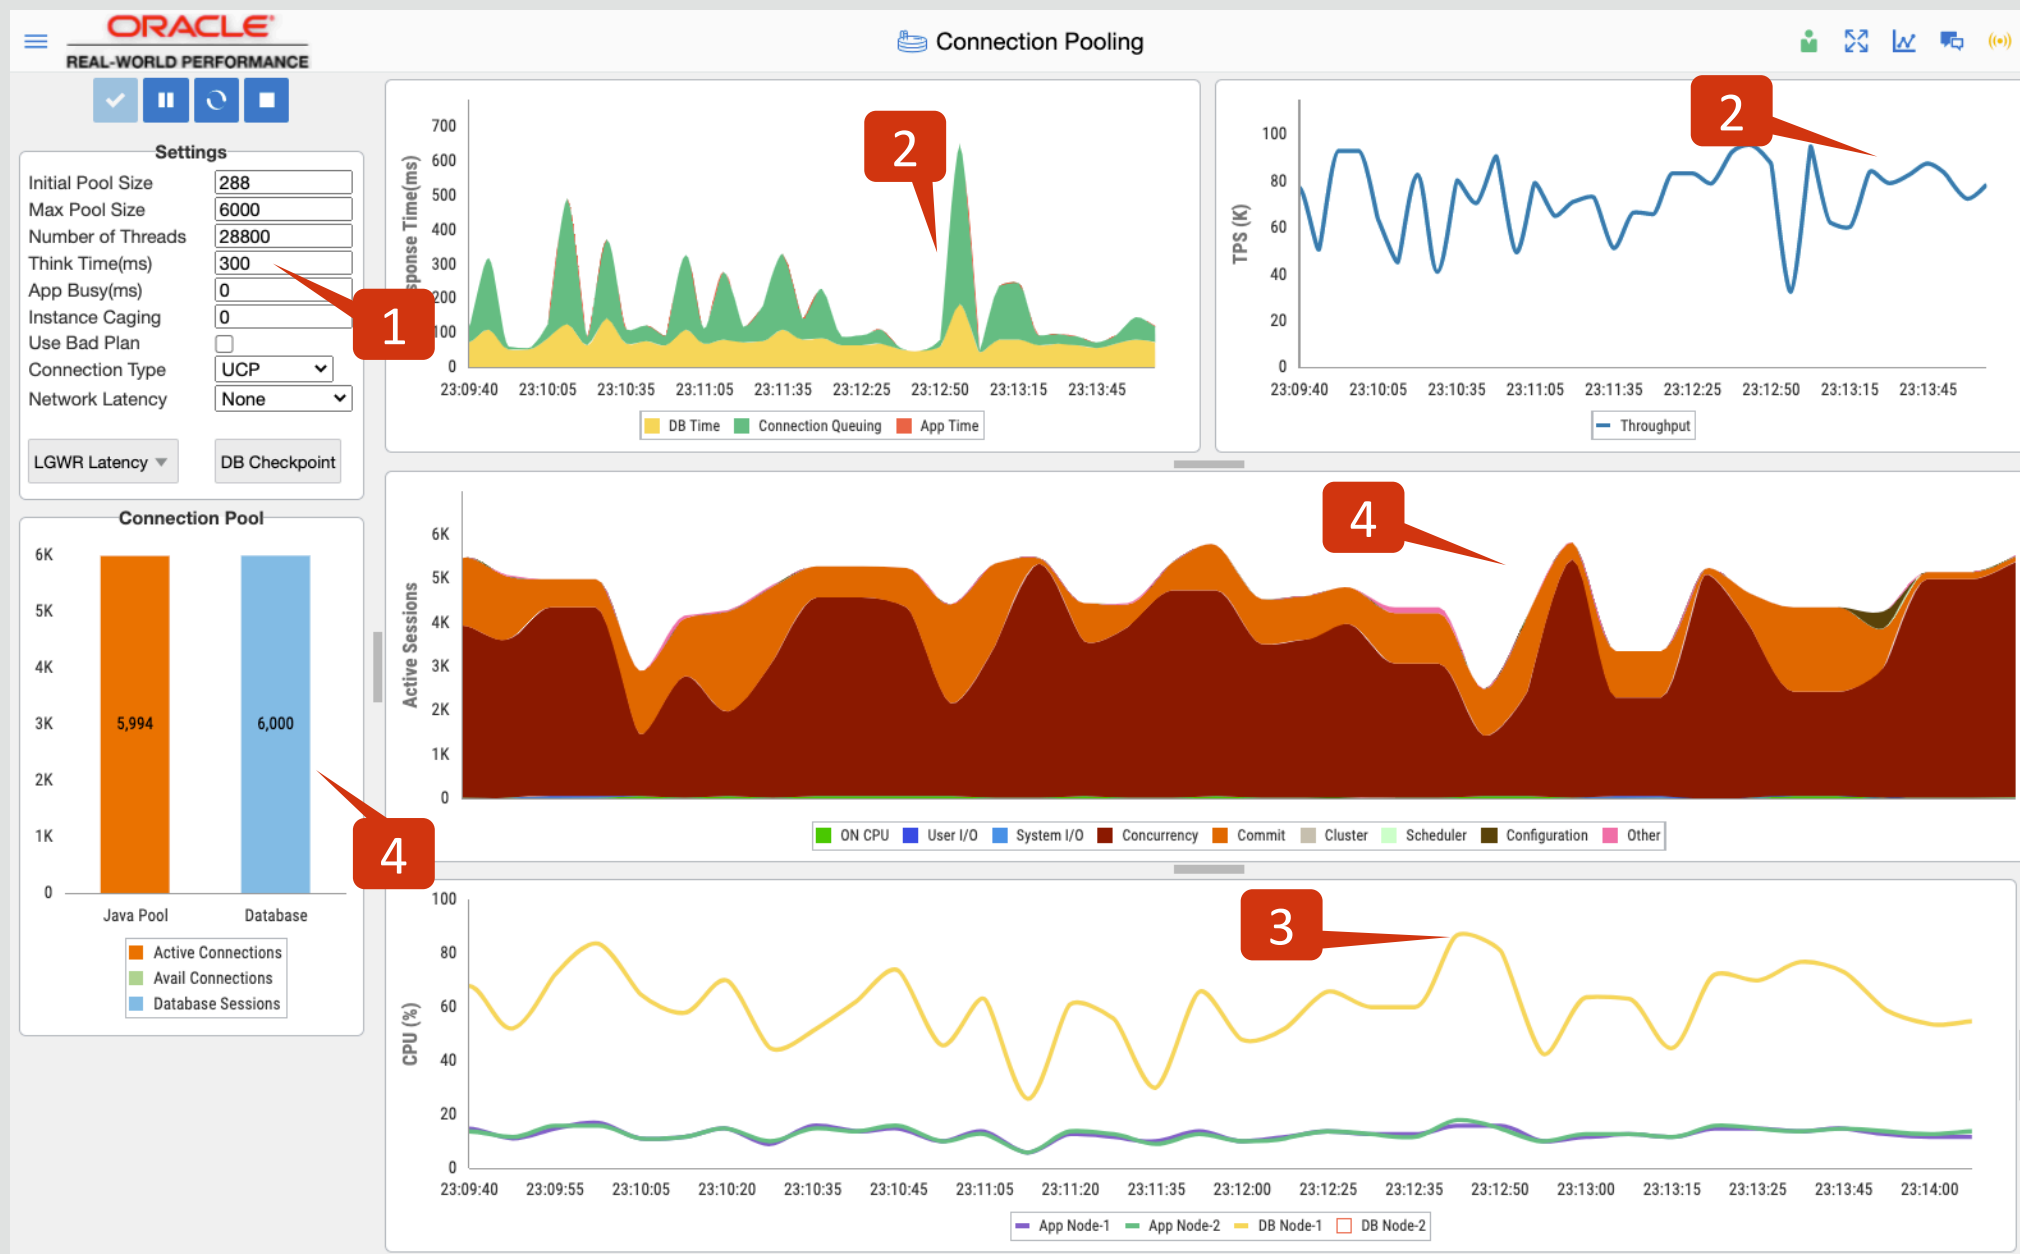 ORACLE
REAL-WORLD PERFORMANCE
Connection Pooling
Settings
Initial Pool Size 288
Max Pool Size 6000
Number of Threads 28800
Think Time(ms) 300
App Busy(ms) 0
Instance Caging 0
Use Bad Plan
Connection Type UCP
Network Latency None
LGWR Latency DB Checkpoint
1
Connection Pool
6K
5K
4K
3K
2K
1K
0
5,994 6,000
Java Pool Database
Active Connections
Avail Connections
Database Sessions
4
sponse Time(ms)
700
600
500
400
300
200
100
0
2
23:09:40 23:10:05 23:10:35 23:11:05 23:11:35 23:12:25 23:12:50 23:13:15 23:13:45
DB Time Connection Queuing App Time
TPS (K)
100
80
60
40
20
0
2
23:09:40 23:10:05 23:10:35 23:11:05 23:11:35 23:12:25 23:12:50 23:13:15 23:13:45
Throughput
Active Sessions
6K
5K
4K
3K
2K
1K
0
4
ON CPU User I/O System I/O Concurrency Commit Cluster Scheduler Configuration Other
CPU (%)
100
80
60
40
20
0
3
23:09:40 23:09:55 23:10:05 23:10:20 23:10:35 23:10:45 23:11:05 23:11:20 23:11:35 23:12:00 23:12:25 23:12:35 23:12:50 23:13:00 23:13:15 23:13:25 23:13:45 23:14:00
App Node-1 App Node-2 DB Node-1 DB Node-2